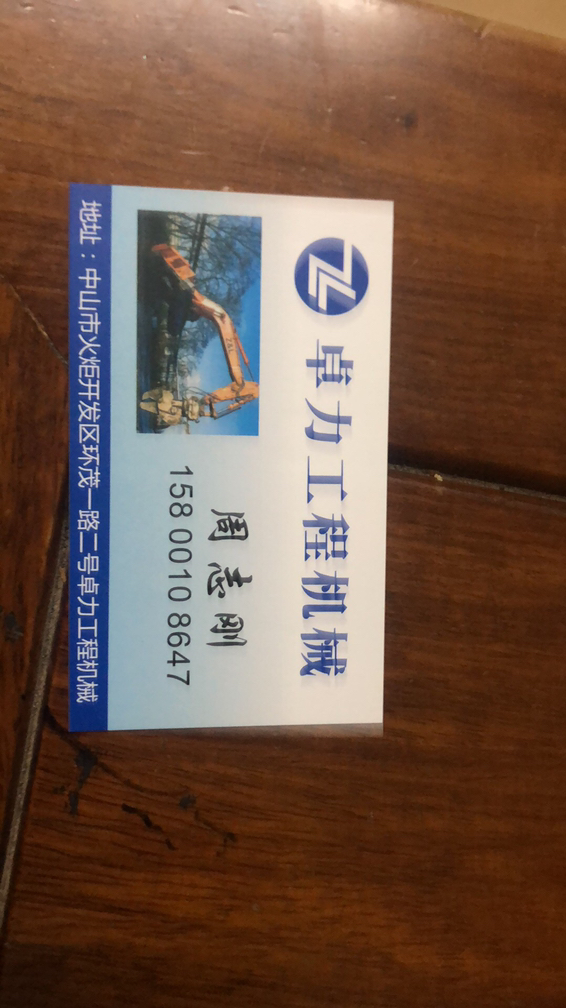 卓力工程机械
周志刚
158 0010 8647
地址：中山市火炬开发区环茂一路二号卓力工程机械